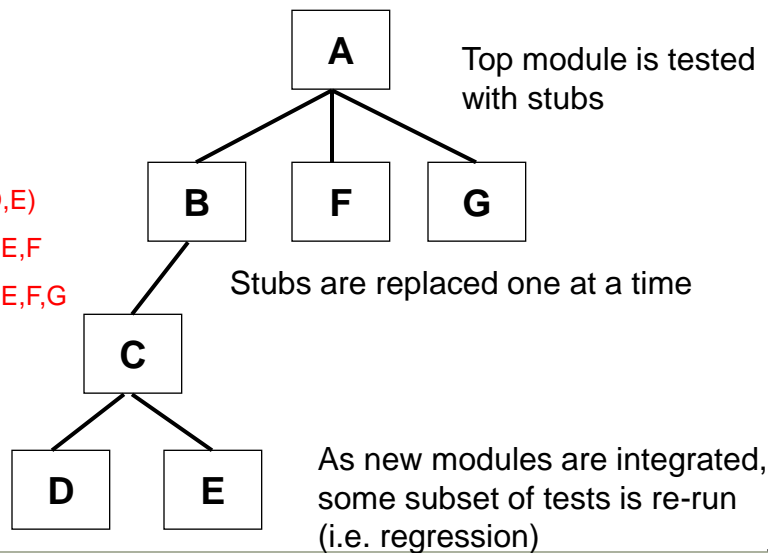 A
Top module is tested
with stubs
,E)
B
F
G
E,F
E,F,G
Stubs are replaced one at a time
C
D
E
As new modules are integrated,
some subset of tests is re-run
(i.e. regression)